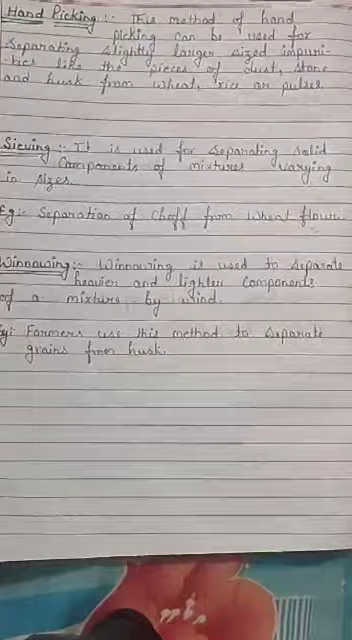 Hand Picking :- This method of hand
picking can be used for
separating slightly larger sized impuri-
-ties like the pieces of dust, stone
and husk from wheat, rice or pulses.
Sieving :- It is used for separating solid
components of mixtures varying
in sizes.
Eg:- Separation of Choff from wheat flour.
Winnowing :- Winnowing is used to separate
heavier and lighter components
of a mixture by wind.
Eg: Farmers use this method to separate
grains from husk.